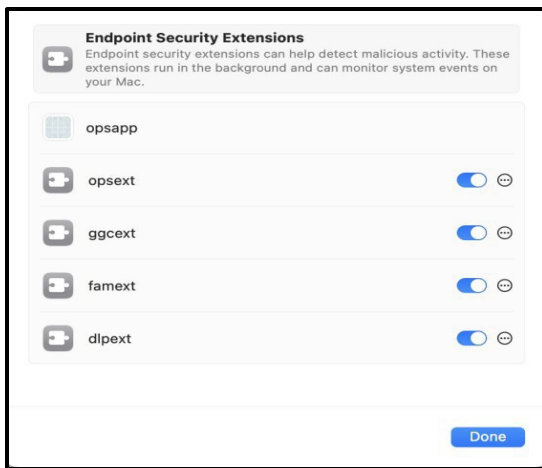 Endpoint Security Extensions
Endpoint security extensions can help detect malicious activity. These
extensions run in the background and can monitor system events on
your Mac.
opsapp
opsext
ggcext
famext
dlpext
Done